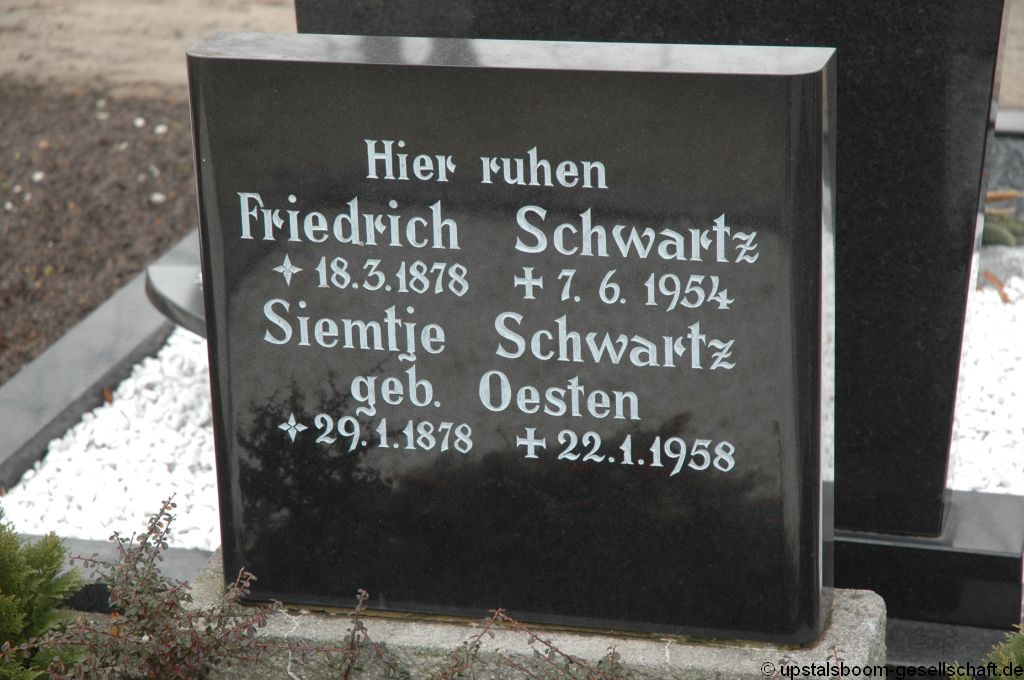 Hier ruhen
Friedrich Schwartz
✧ 18.3.1878 ✝ 7. 6. 1954
Siemtje Schwartz
geb. Oesten
✧ 29.1.1878 ✝ 22.1.1958
© upstalsboom-gesellschaft.de